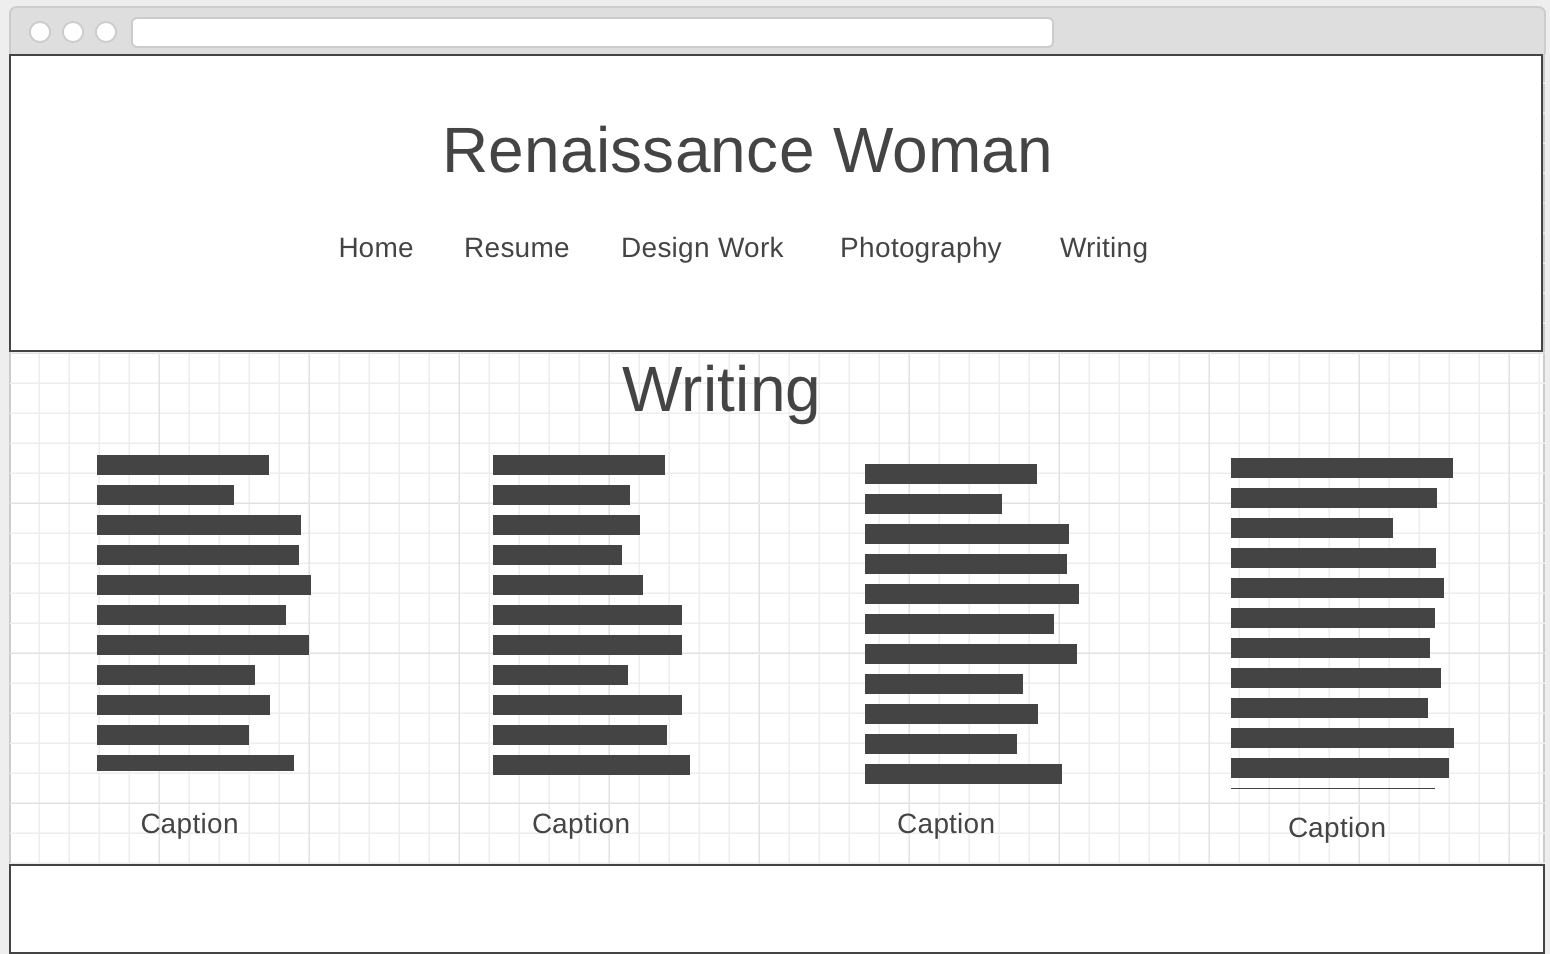 Renaissance Woman
Home Resume Design Work Photography Writing
Writing
Caption Caption Caption Caption